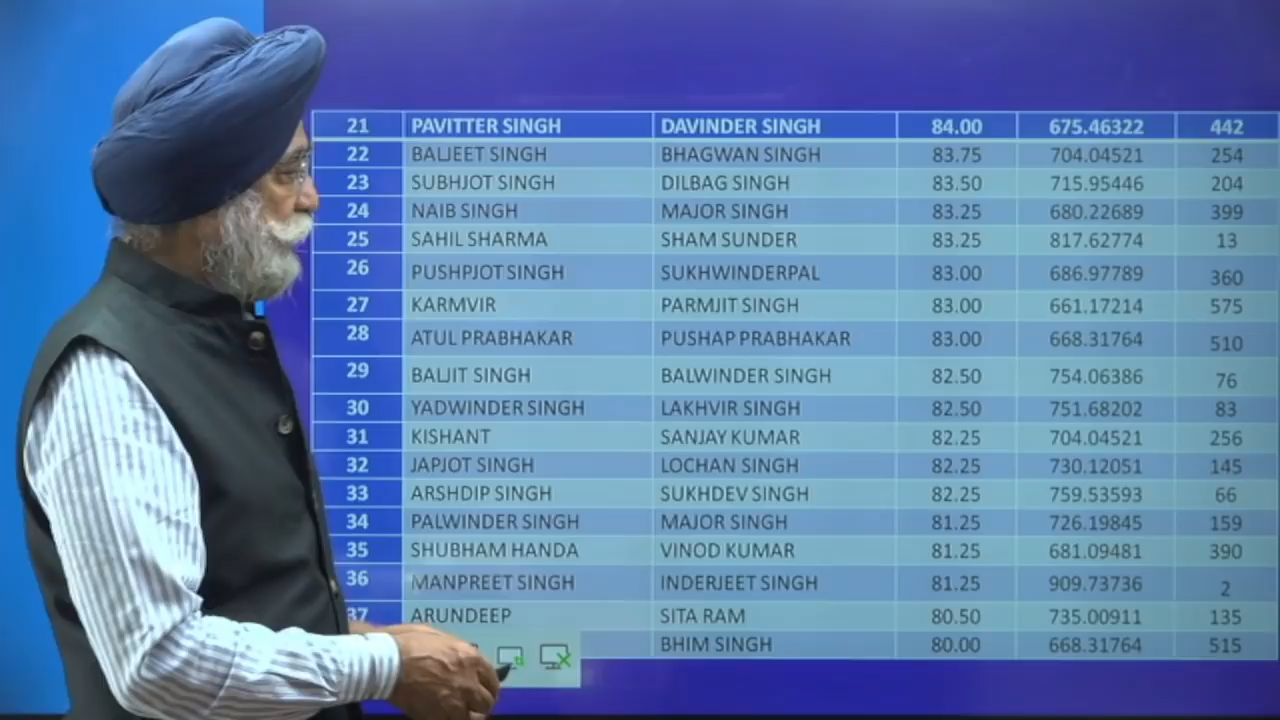 21 PAVITTER SINGH DAVINDER SINGH 84.00 675.46322 442
22 BALJEET SINGH BHAGWAN SINGH 83.75 704.04521 254
23 SUBHJOT SINGH DILBAG SINGH 83.50 715.95446 204
24 NAIB SINGH MAJOR SINGH 83.25 680.22689 399
25 SAHIL SHARMA SHAM SUNDER 83.25 817.62774 13
26 PUSHPJOT SINGH SUKHWINDERPAL 83.00 686.97789 360
27 KARMVIR PARMJIT SINGH 83.00 661.17214 575
28 ATUL PRABHAKAR PUSHAP PRABHAKAR 83.00 668.31764 510
29 BALJIT SINGH BALWINDER SINGH 82.50 754.06386 76
30 YADWINDER SINGH LAKHVIR SINGH 82.50 751.68202 83
31 KISHANT SANJAY KUMAR 82.25 704.04521 256
32 JAPJOT SINGH LOCHAN SINGH 82.25 730.12051 145
33 ARSHDIP SINGH SUKHDEV SINGH 82.25 759.53593 66
34 PALWINDER SINGH MAJOR SINGH 81.25 726.19845 159
35 SHUBHAM HANDA VINOD KUMAR 81.25 681.09481 390
36 MANPREET SINGH INDERJEET SINGH 81.25 909.73736 2
37 ARUNDEEP SITA RAM 80.50 735.00911 135
BHIM SINGH 80.00 668.31764 515